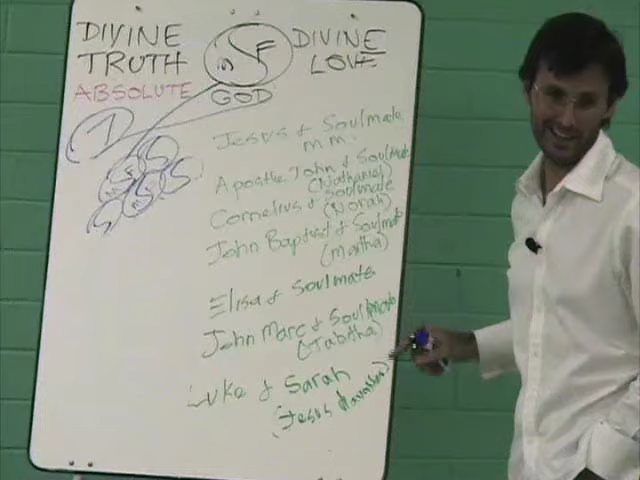 DIVINE TRUTH
DIVINE LOVE
ABSOLUTE
GOD
Jesus & Soulmate
m.m.
Apostle John & Soulmate
(Nathaniel)
Cornelius & Soulmate
(Norah)
John Baptist & Soulmate
(Martha)
Elisa & Soulmate
John Marc & Soulmate
(Tabitha)
Luke & Sarah
(Jesus